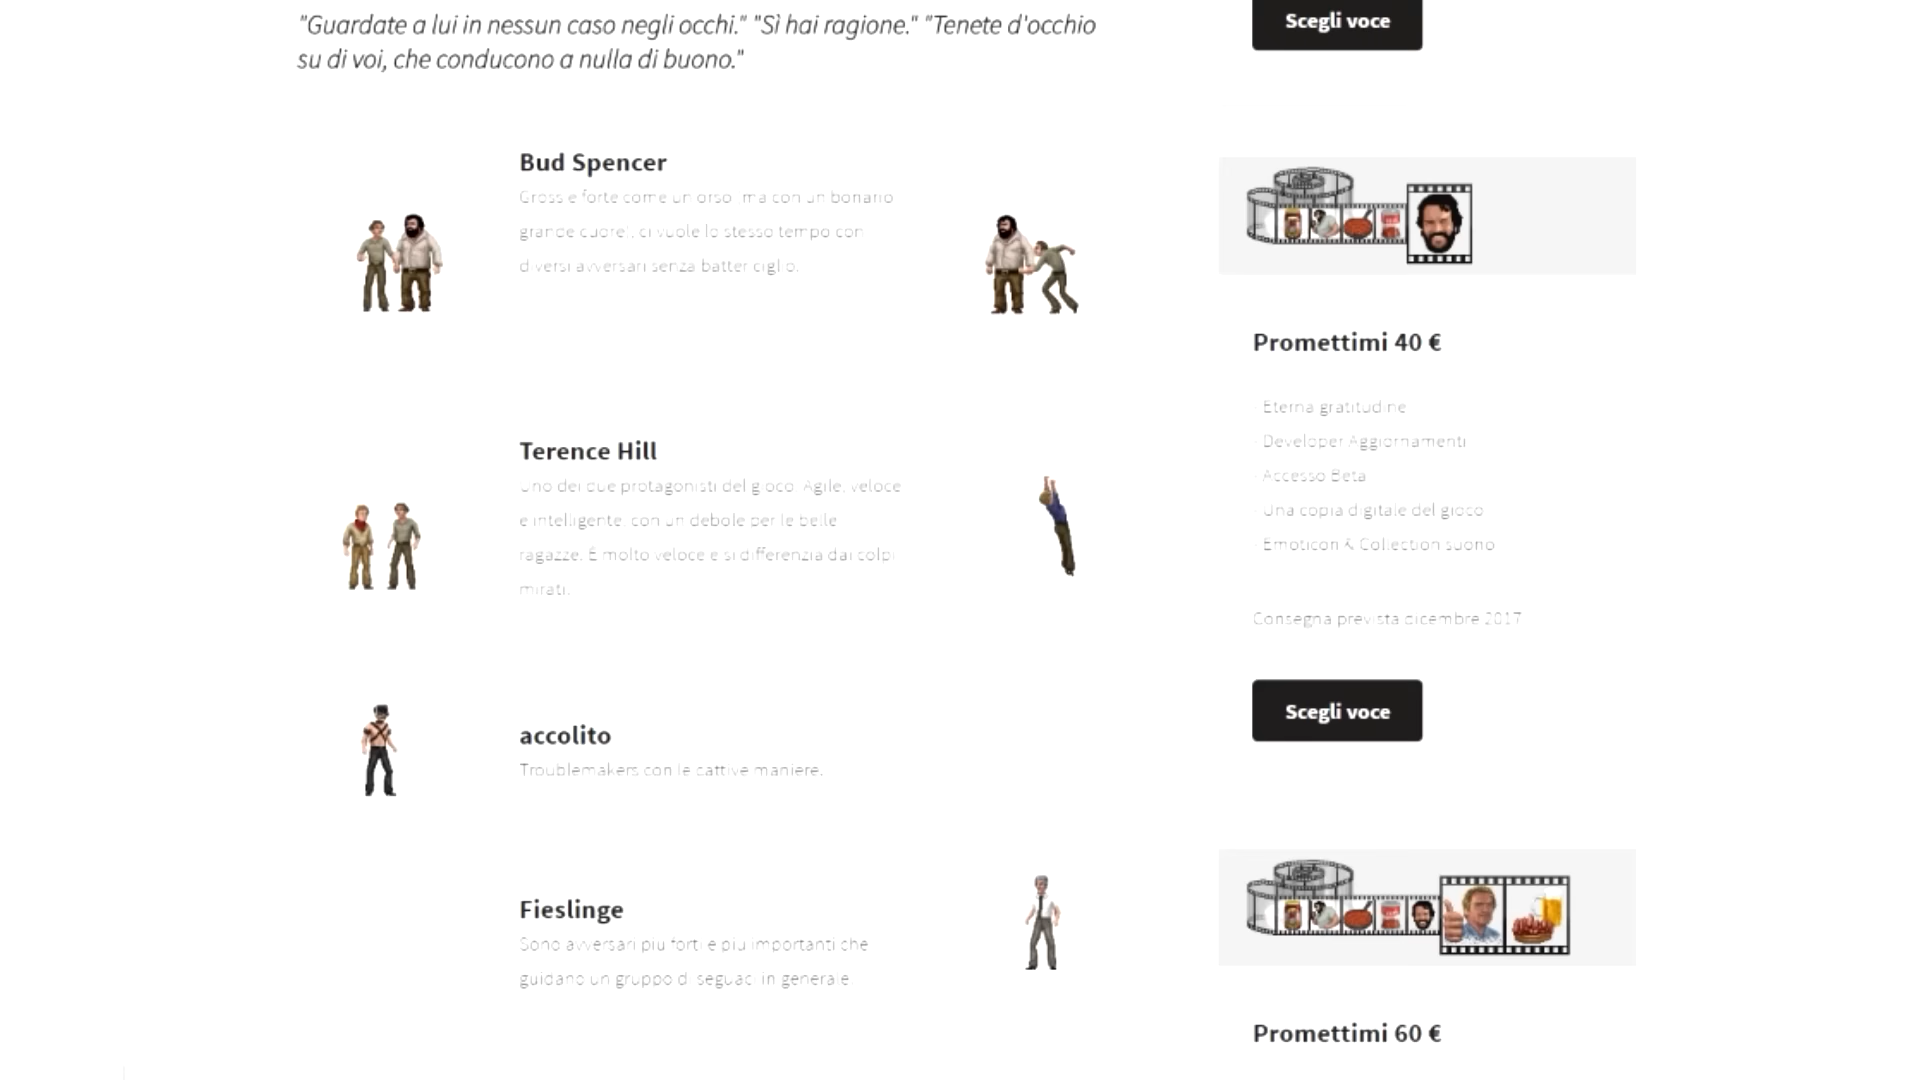 "Guardate a lui in nessun caso negli occhi." "Sì hai ragione." "Tenete d'occhio
su di voi, che conducono a nulla di buono."
Bud Spencer
Gross e forte come un orso, ma con un bonario
grande cuore!, ci vuole lo stesso tempo con
diversi avversari senza batter ciglio.
Terence Hill
Uno dei due protagonisti del gioco. Agile, veloce
e intelligente, con un debole per le belle
ragazze. É molto veloce e si differenzia dai colpi
mirati.
accolito
Troublemakers con le cattive maniere.
Fieslinge
Sono avversari più forti e più importanti che
guidano un gruppo di seguaci in generale
Scegli voce
Promettimi 40 €
· Eterna gratitudine
· Developer Aggiornamenti
· Accesso Beta
· Una copia digitale del gioco
· Emoticon & Collection suono
Consegna prevista dicembre 2017
Scegli voce
Promettimi 60 €